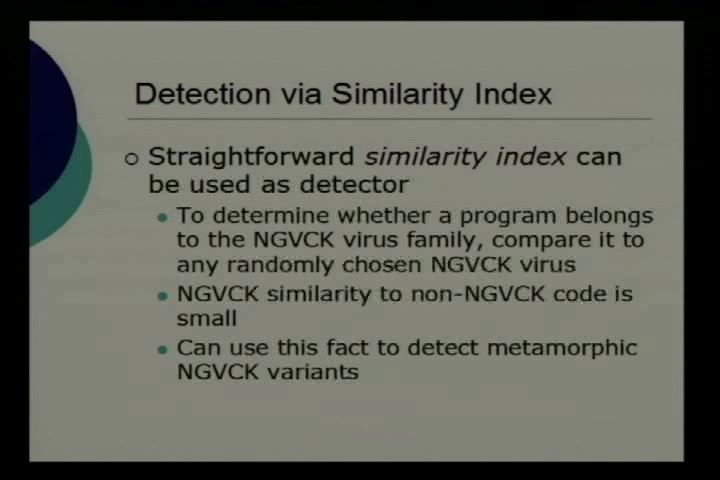 Detection via Similarity Index
Straightforward similarity index can
be used as detector
To determine whether a program belongs
to the NGVCK virus family, compare it to
any randomly chosen NGVCK virus
NGVCK similarity to non-NGVCK code is
small
Can use this fact to detect metamorphic
NGVCK variants